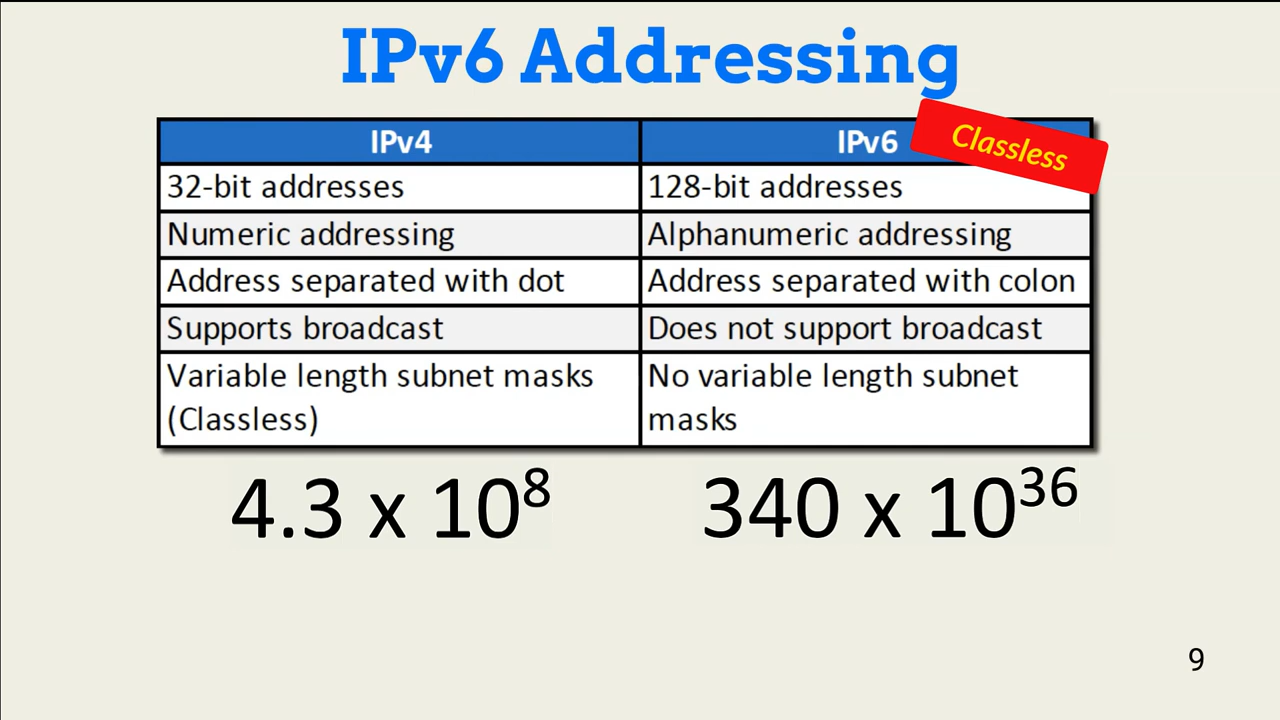 IPv6 Addressing
IPv4
IPv6
Classless
32-bit addresses
128-bit addresses
Numeric addressing
Alphanumeric addressing
Address separated with dot
Address separated with colon
Supports broadcast
Does not support broadcast
Variable length subnet masks
(Classless)
No variable length subnet
masks
4.3 x 10⁸
340 x 10³⁶
9